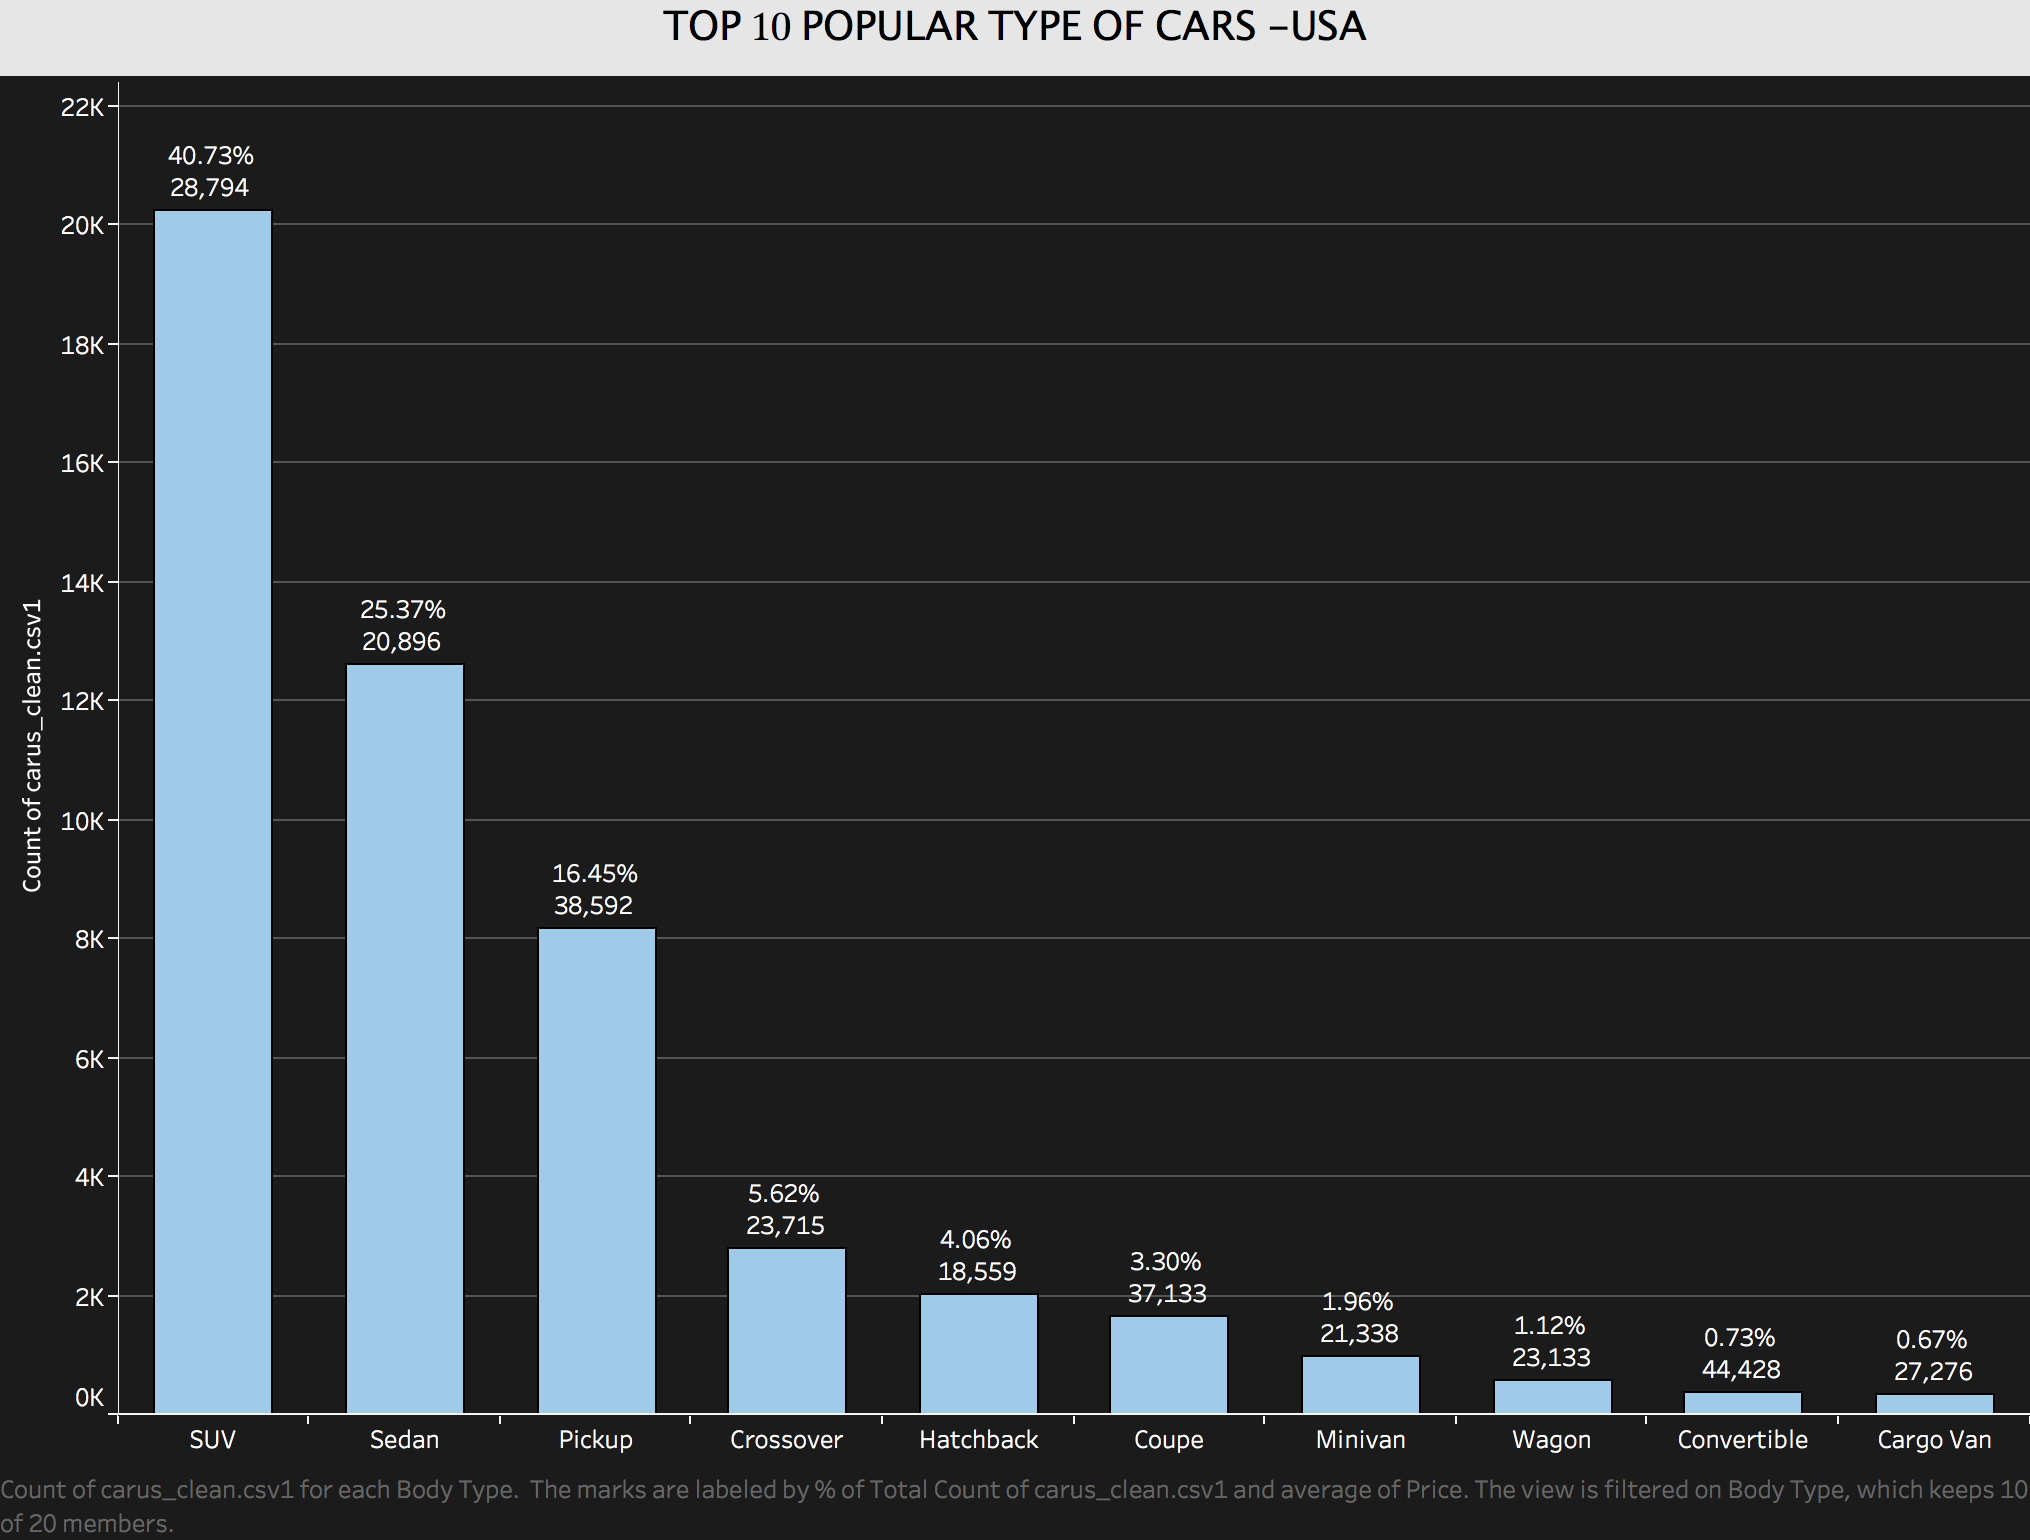 TOP 10 POPULAR TYPE OF CARS –USA
22K
20K
18K
16K
14K
12K
10K
8K
6K
4K
2K
0K
Count of carus_clean.csv1
40.73%
28,794
25.37%
20,896
16.45%
38,592
5.62%
23,715
4.06%
18,559
3.30%
37,133
1.96%
21,338
1.12%
23,133
0.73%
44,428
0.67%
27,276
SUV
Sedan
Pickup
Crossover
Hatchback
Coupe
Minivan
Wagon
Convertible
Cargo Van
Count of carus_clean.csv1 for each Body Type.  The marks are labeled by % of Total Count of carus_clean.csv1 and average of Price. The view is filtered on Body Type, which keeps 10
of 20 members.